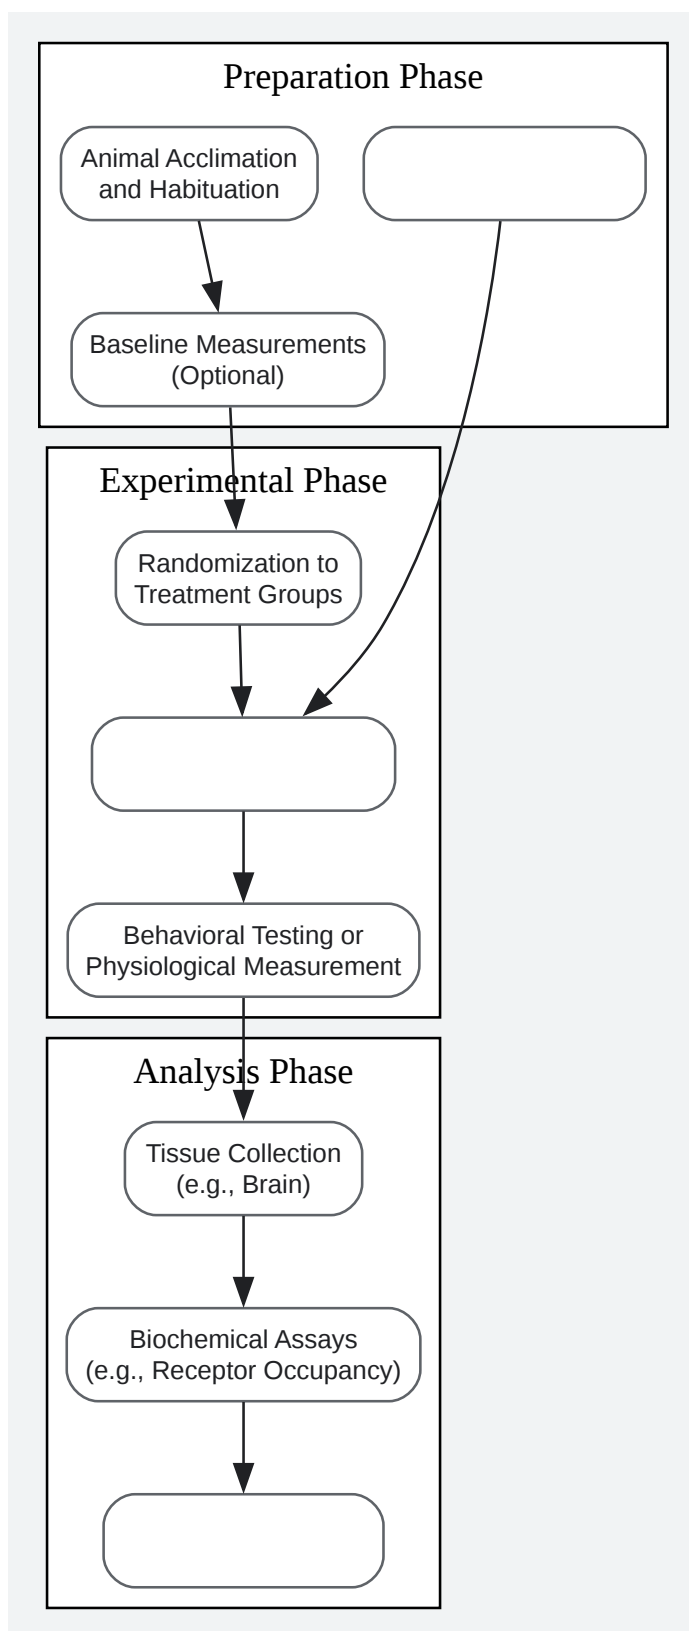 Preparation Phase
Animal Acclimation
and Habituation
Baseline Measurements
(Optional)
Experimental Phase
Randomization to
Treatment Groups
Behavioral Testing or
Physiological Measurement
Analysis Phase
Tissue Collection
(e.g., Brain)
Biochemical Assays
(e.g., Receptor Occupancy)